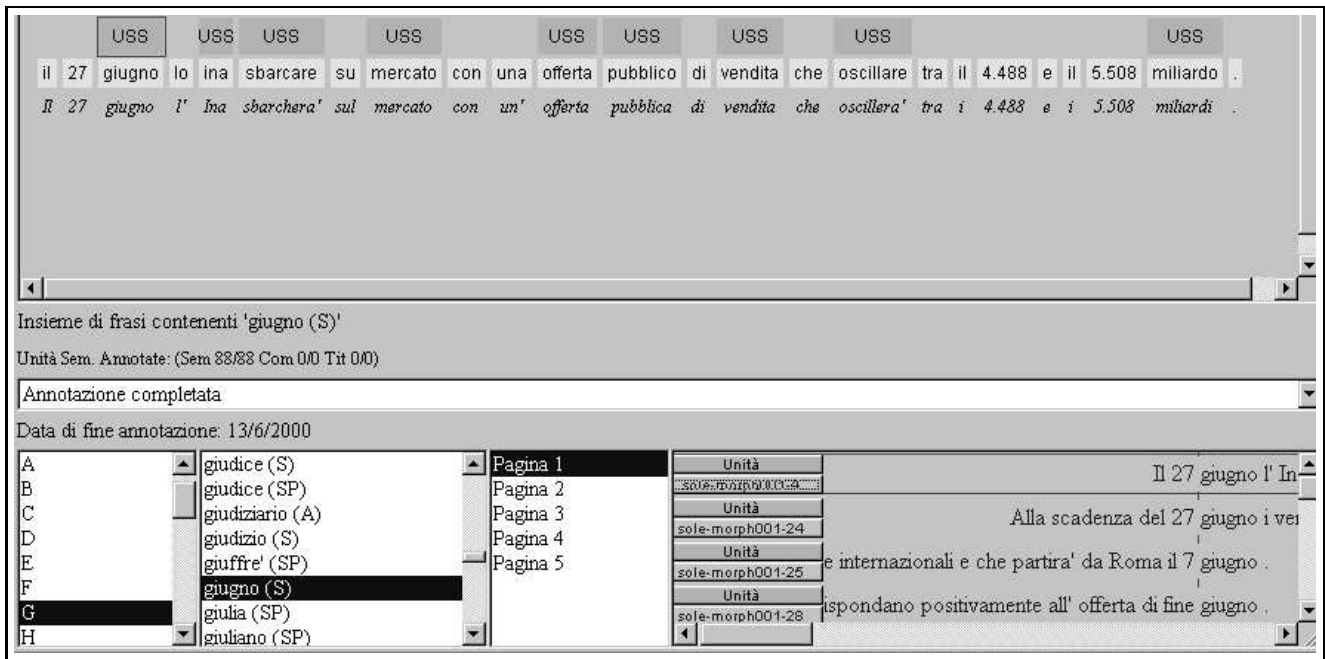 USS USS USS USS USS USS USS USS USS
il 27 giugno lo ina sbarcare su mercato con una offerta pubblico di vendita che oscillare tra il 4.488 e il 5.508 miliardo .
Il 27 giugno l' Ina sbarchera' sul mercato con un' offerta pubblica di vendita che oscillera' tra i 4.488 e i 5.508 miliardi .
Insieme di frasi contenenti 'giugno (S)'
Unità Sem. Annotate: (Sem 88/88 Com 0/0 Tit 0/0)
Annotazione completata
Data di fine annotazione: 13/6/2000
A
B
C
D
E
F
G
H
giudice (S)
giudice (SP)
giudiziario (A)
giudizio (S)
giuffre' (SP)
giugno (S)
giulia (SP)
giuliano (SP)
Pagina 1
Pagina 2
Pagina 3
Pagina 4
Pagina 5
Unità
Il 27 giugno l' In
Unità
sole-morph001-24
Alla scadenza del 27 giugno i ver
Unità
sole-morph001-25
e internazionali e che partira' da Roma il 7 giugno .
Unità
sole-morph001-28
ispondano positivamente all' offerta di fine giugno .